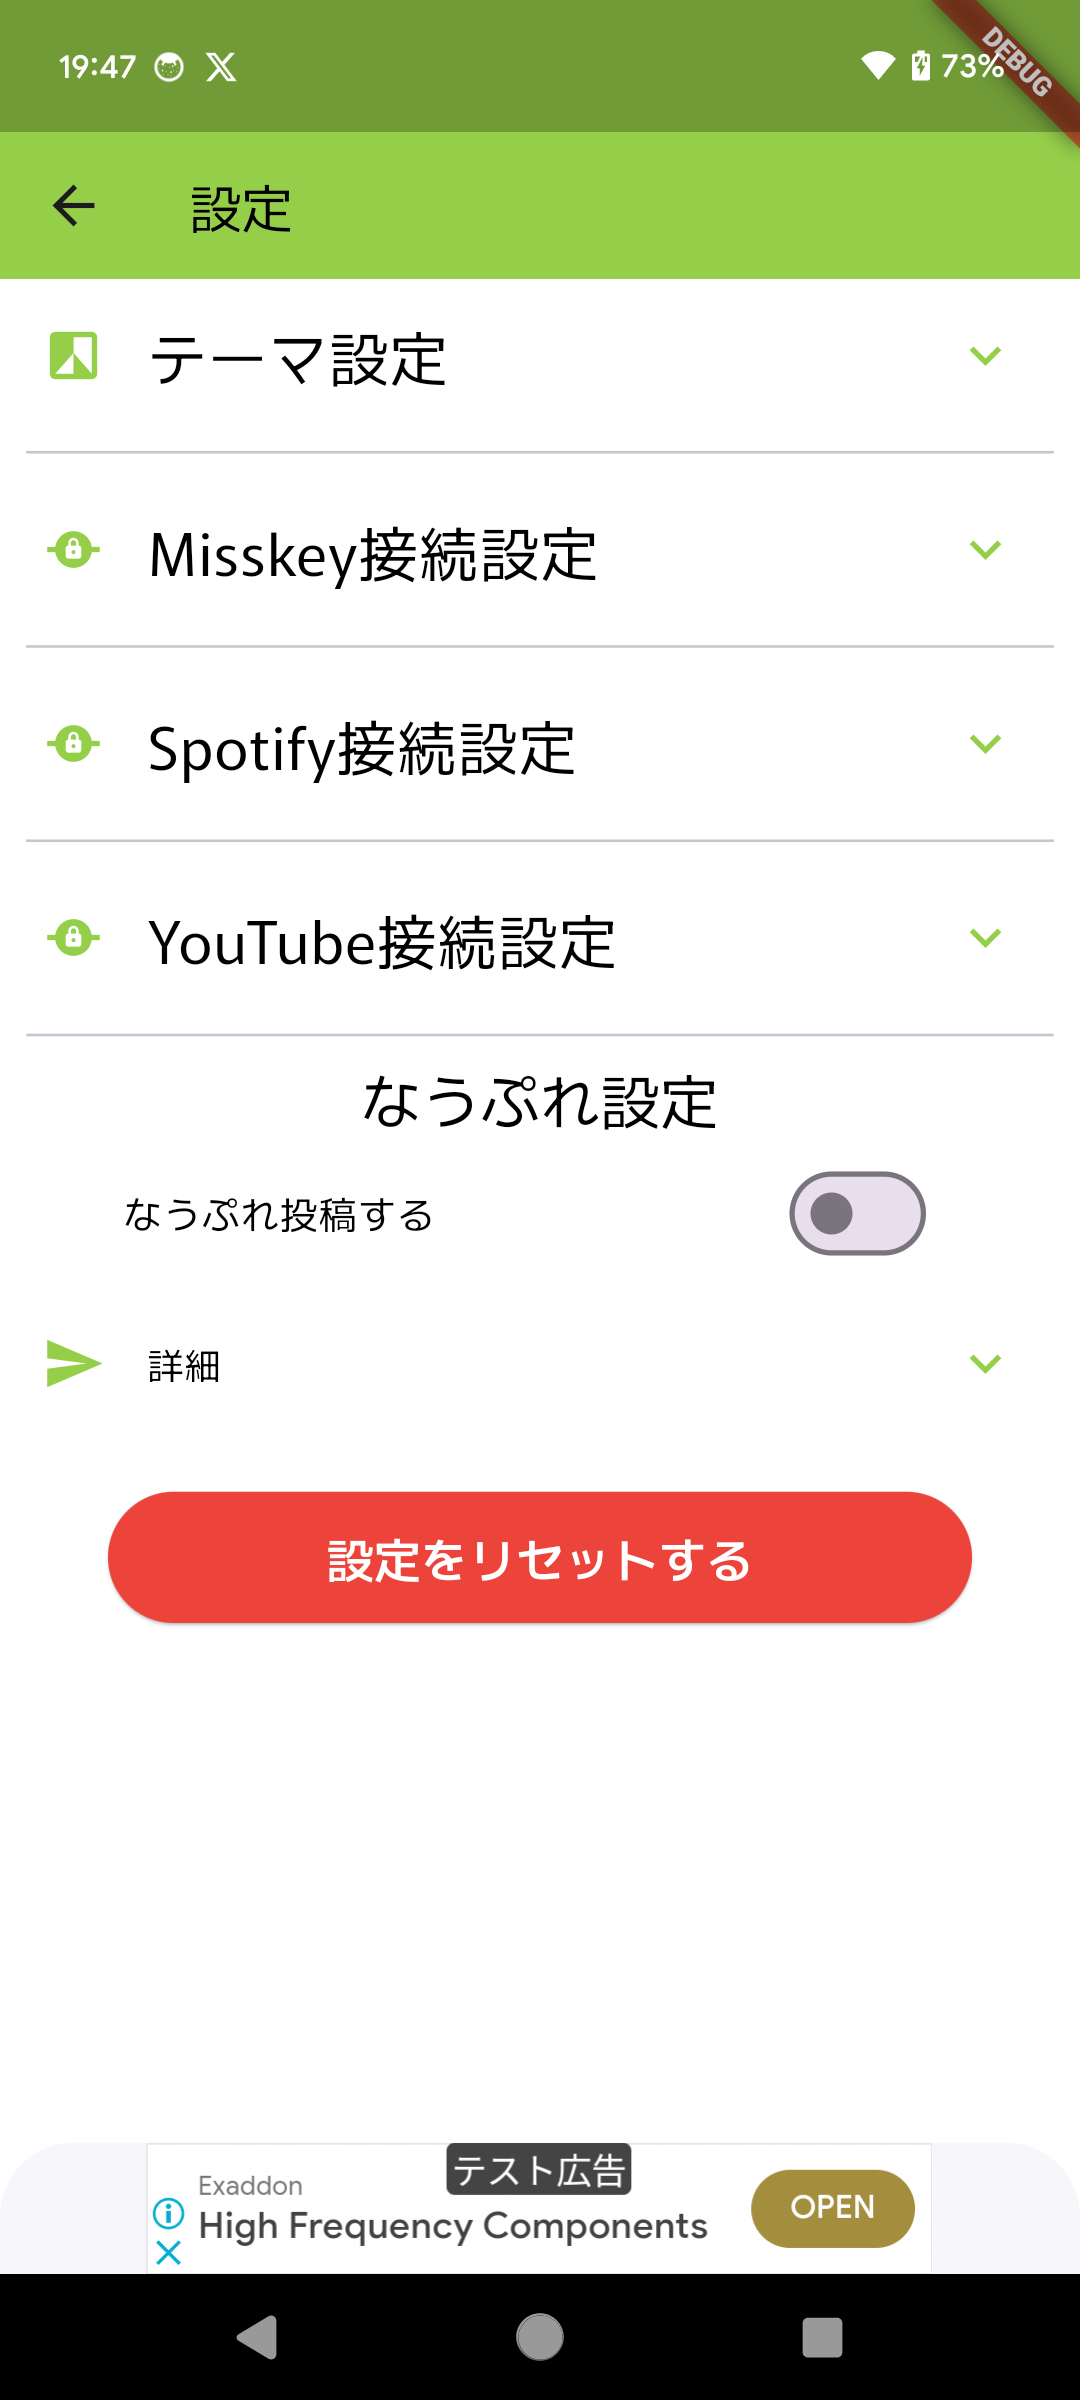 19:47
73%
DEBUG
設定
テーマ設定
Misskey接続設定
Spotify接続設定
YouTube接続設定
なうぷれ設定
なうぷれ投稿する
詳細
設定をリセットする
テスト広告
Exaddon
High Frequency Components
OPEN